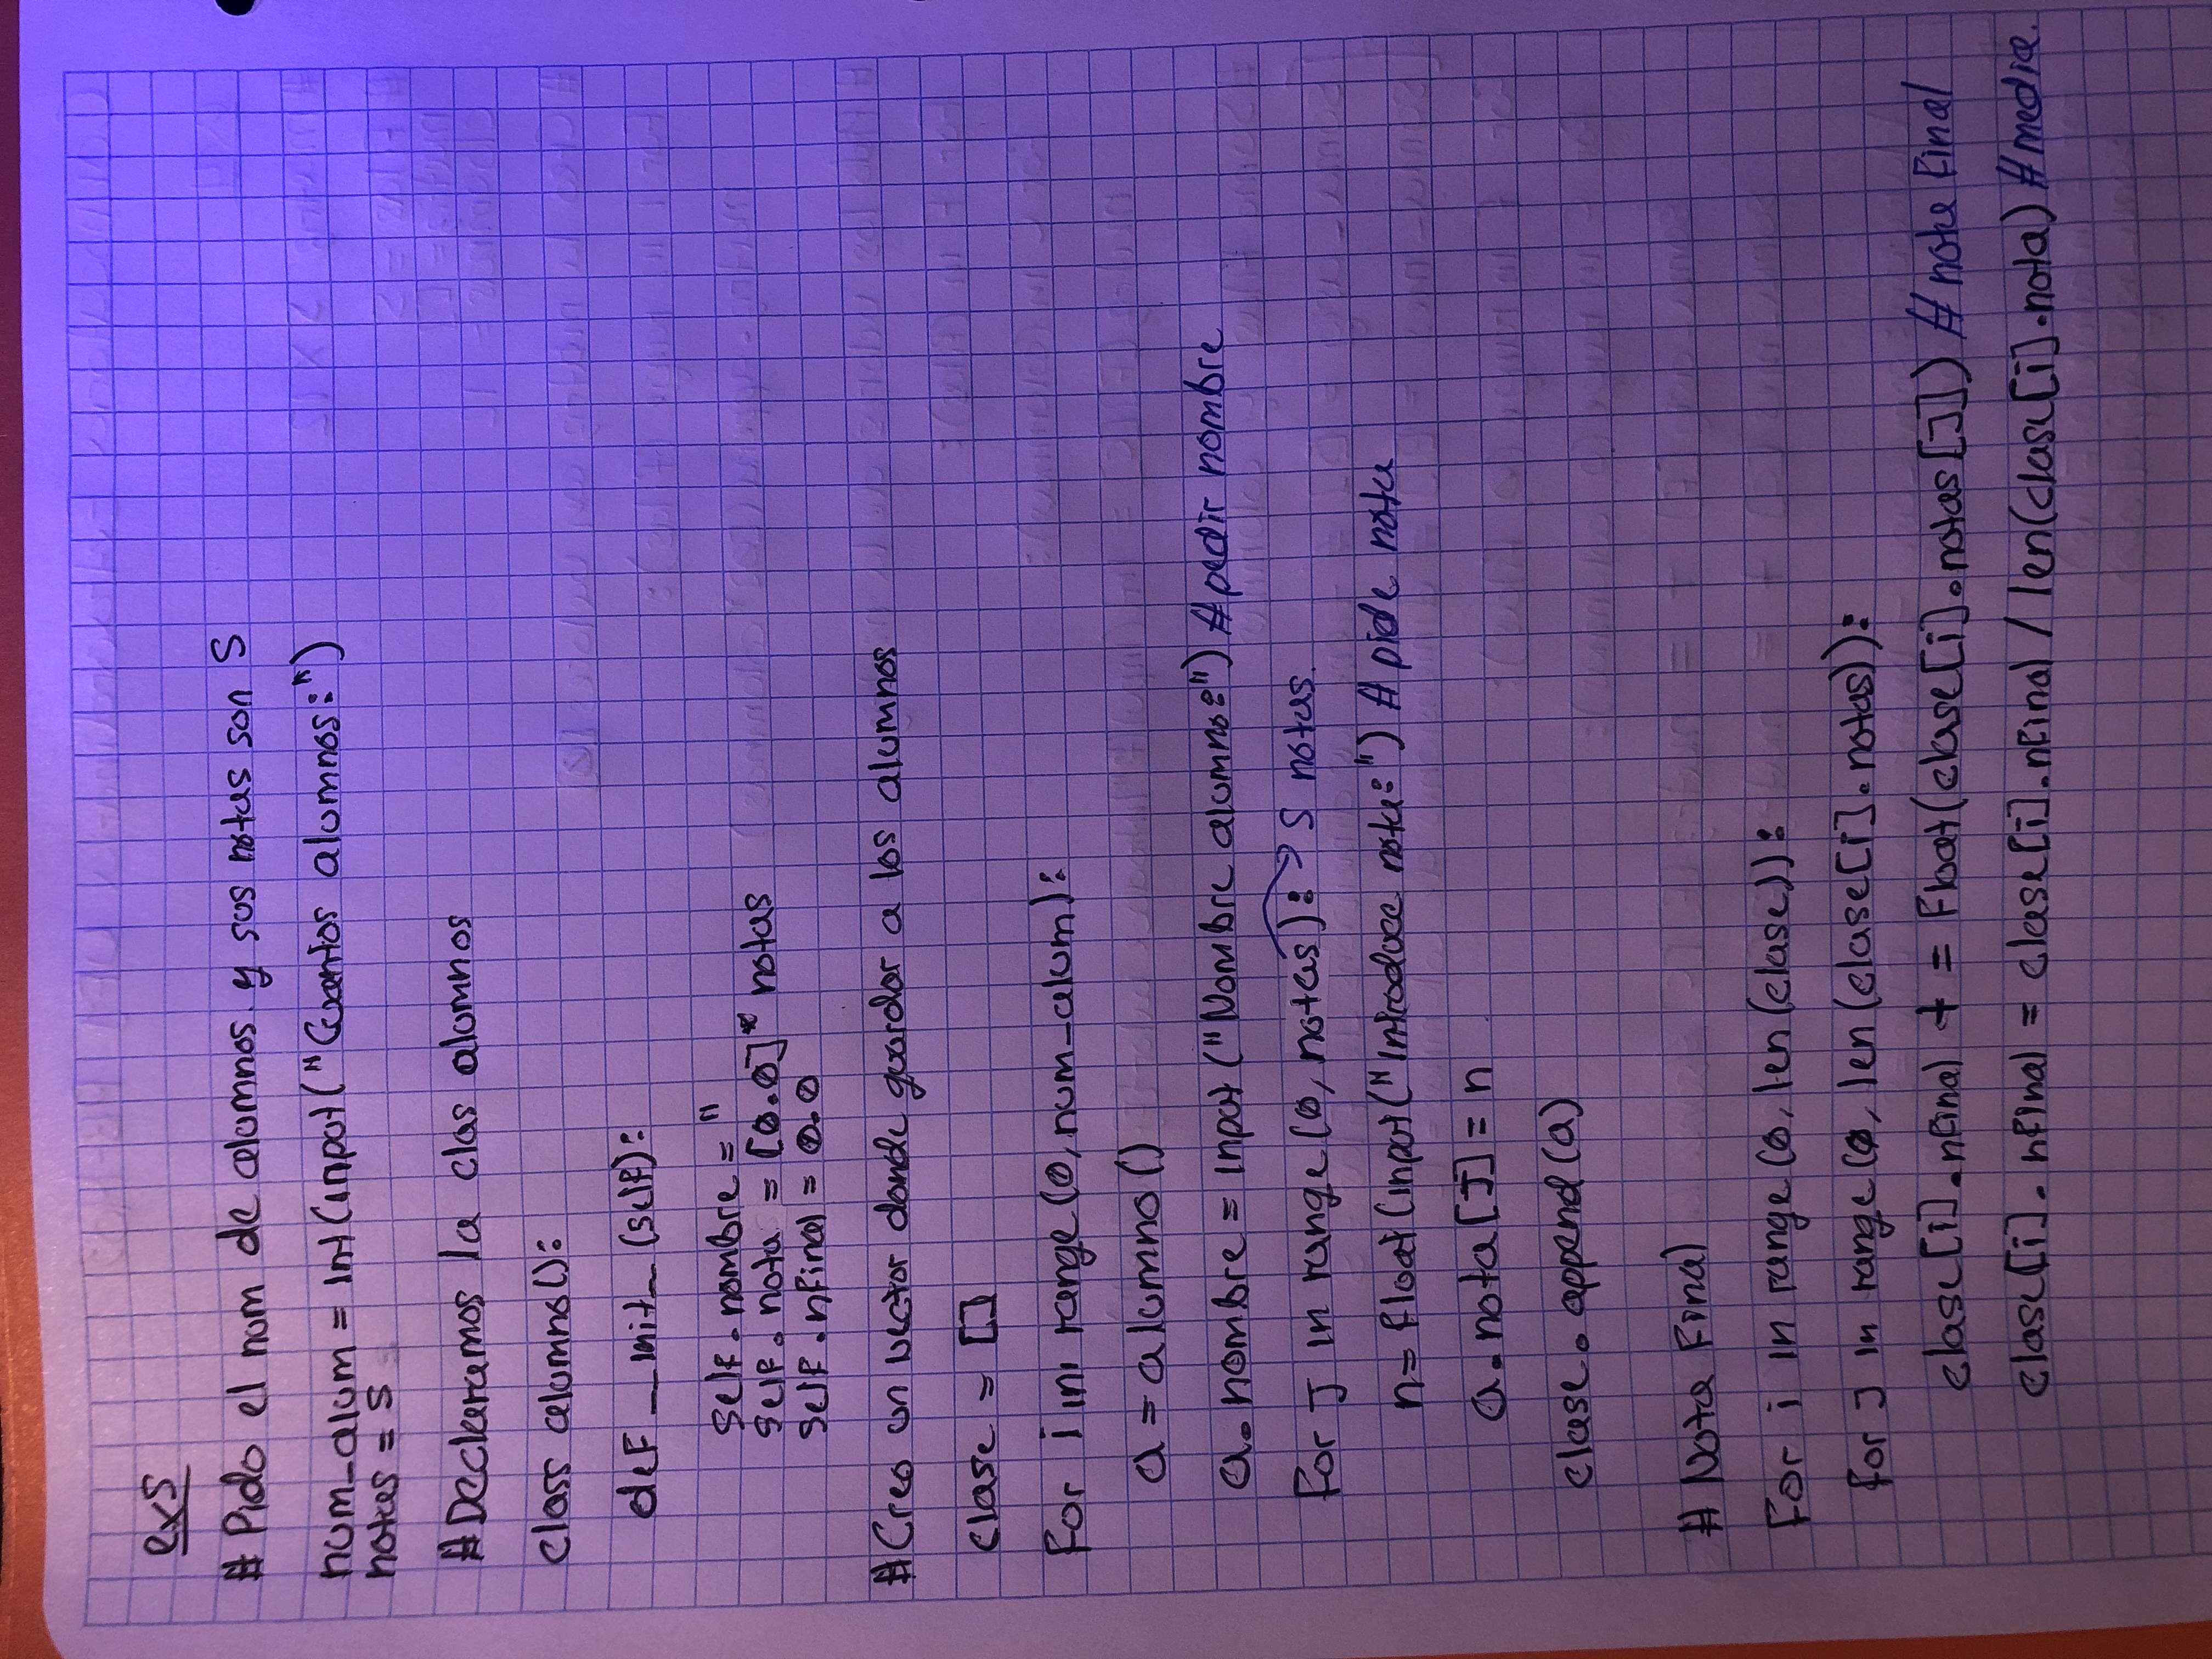 ex5
# Pido el num de alumnos y sus notas son 5
num_alum = int(input("Cuantos alumnos:")
notas = 5
#Declaramos la clas alumnos
class alumno():
def __init_(self):
self.nombre = "
self.nota = [0.0]* notas
self.nfinal = 0.0
#Creo un vector donde guardar a los alumnos
clase = []
for i in range (0, num_alum):
a = alumno()
a.nombre = input("Nombre alumno:") #pedir nombre
for J in range (0, notas): → 5 notas.
n= float(input("Introduce nota:") # pide nota
a.nota[J] = n
clase.append(a)
# Nota Final
For i in range (0, len(clase)):
for J in range (0, len(clase[i].notas)):
clase[i].nfinal += Float(clase[i].notas[J]) # nota Final
clase[i].nfinal = clase[i].nfinal / len(clase[i].nota) #media.